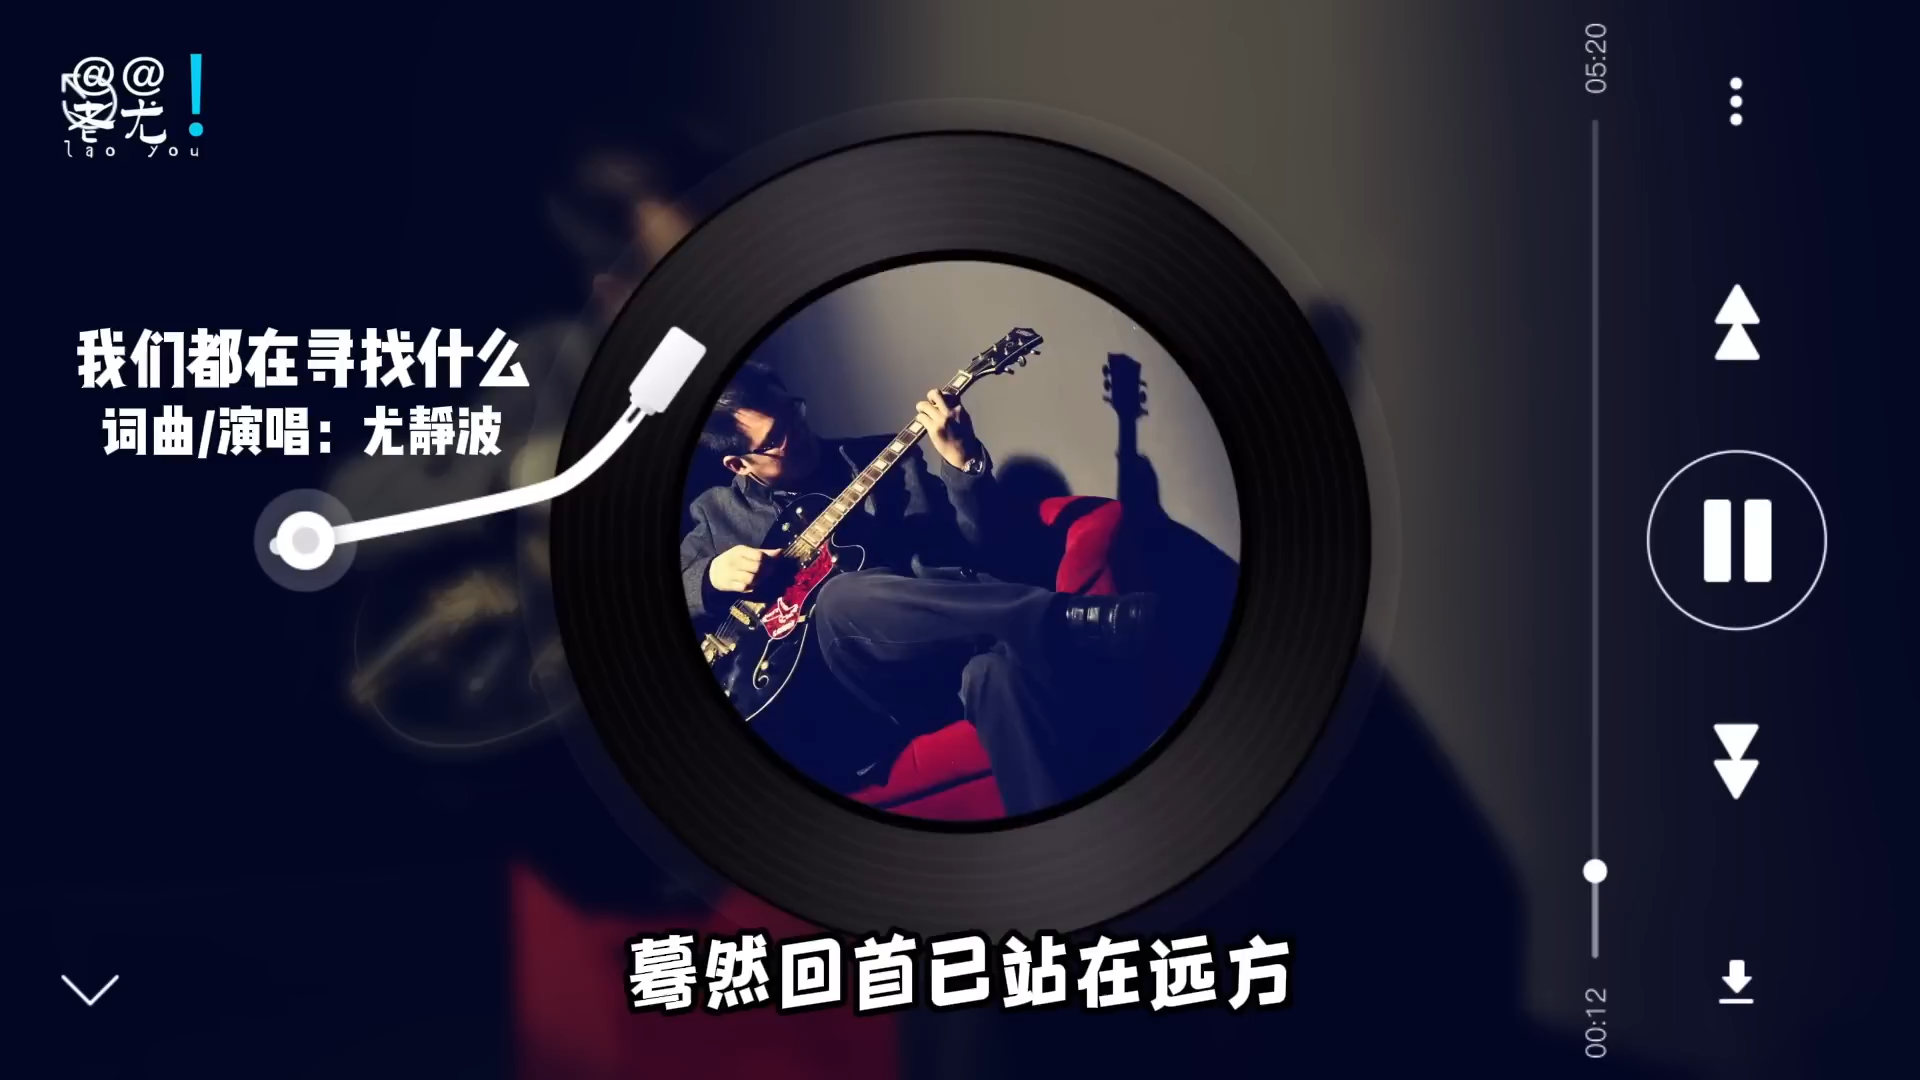 @@!
老尤
lao you
我们都在寻找什么
词曲/演唱：尤靜波
05:20
00:12
蓦然回首已站在远方